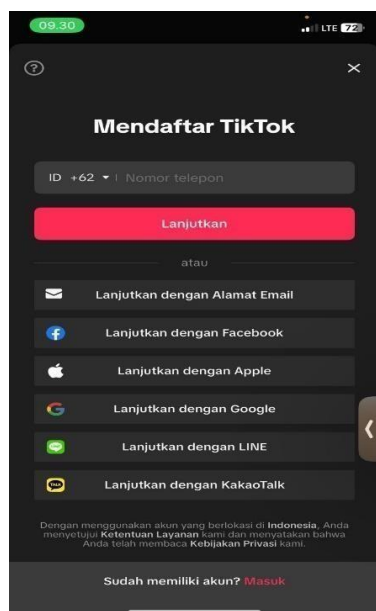 09.30
LTE 72
?
Mendaftar TikTok
ID +62 Nomor telepon
Lanjutkan
atau
Lanjutkan dengan Alamat Email
Lanjutkan dengan Facebook
Lanjutkan dengan Apple
Lanjutkan dengan Google
Lanjutkan dengan LINE
Lanjutkan dengan KakaoTalk
Dengan menggunakan akun yang berlokasi di Indonesia, Anda
menyetujui Ketentuan Layanan kami dan menyatakan bahwa
Anda telah membaca Kebijakan Privasi kami.
Sudah memiliki akun? Masuk